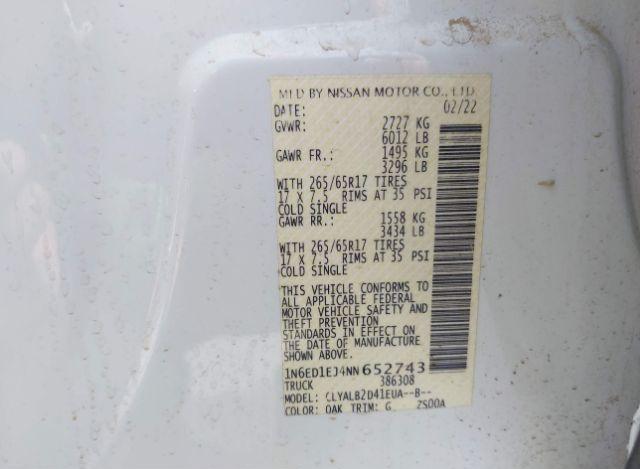 MFD BY NISSAN MOTOR CO., LTD.
DATE: 02/22
GVWR: 2727 KG
6012 LB
GAWR FR.: 1495 KG
3296 LB
WITH 265/65R17 TIRES
17 X 7.5 RIMS AT 35 PSI
COLD SINGLE
GAWR RR.: 1558 KG
3434 LB
WITH 265/65R17 TIRES
17 X 7.5 RIMS AT 35 PSI
COLD SINGLE
THIS VEHICLE CONFORMS TO
ALL APPLICABLE FEDERAL
MOTOR VEHICLE SAFETY AND
THEFT PREVENTION
STANDARDS IN EFFECT ON
THE DATE OF MANUFACTURE
SHOWN ABOVE.
1N6ED1EJ4NN652743
TRUCK 386308
MODEL: CLYALB2D41EUA--B--
COLOR: QAK TRIM: G ZS00A